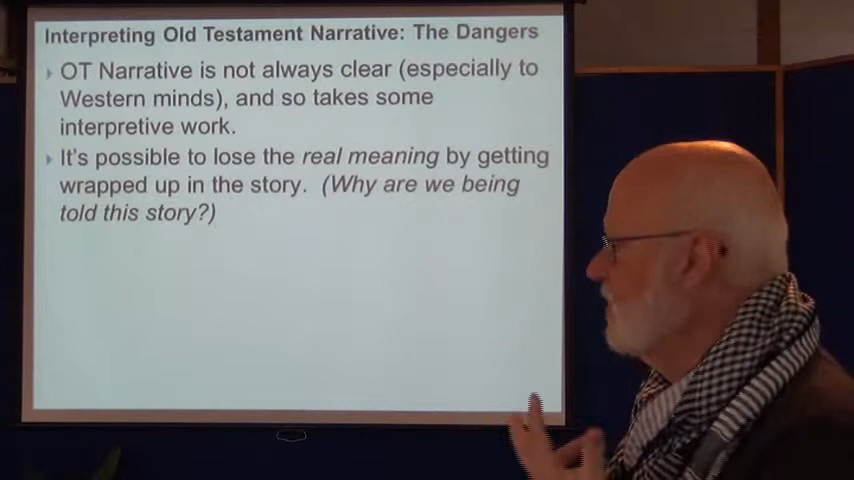 Interpreting Old Testament Narrative: The Dangers
OT Narrative is not always clear (especially to
Western minds), and so takes some
interpretive work.
It's possible to lose the real meaning by getting
wrapped up in the story. (Why are we being
told this story?)